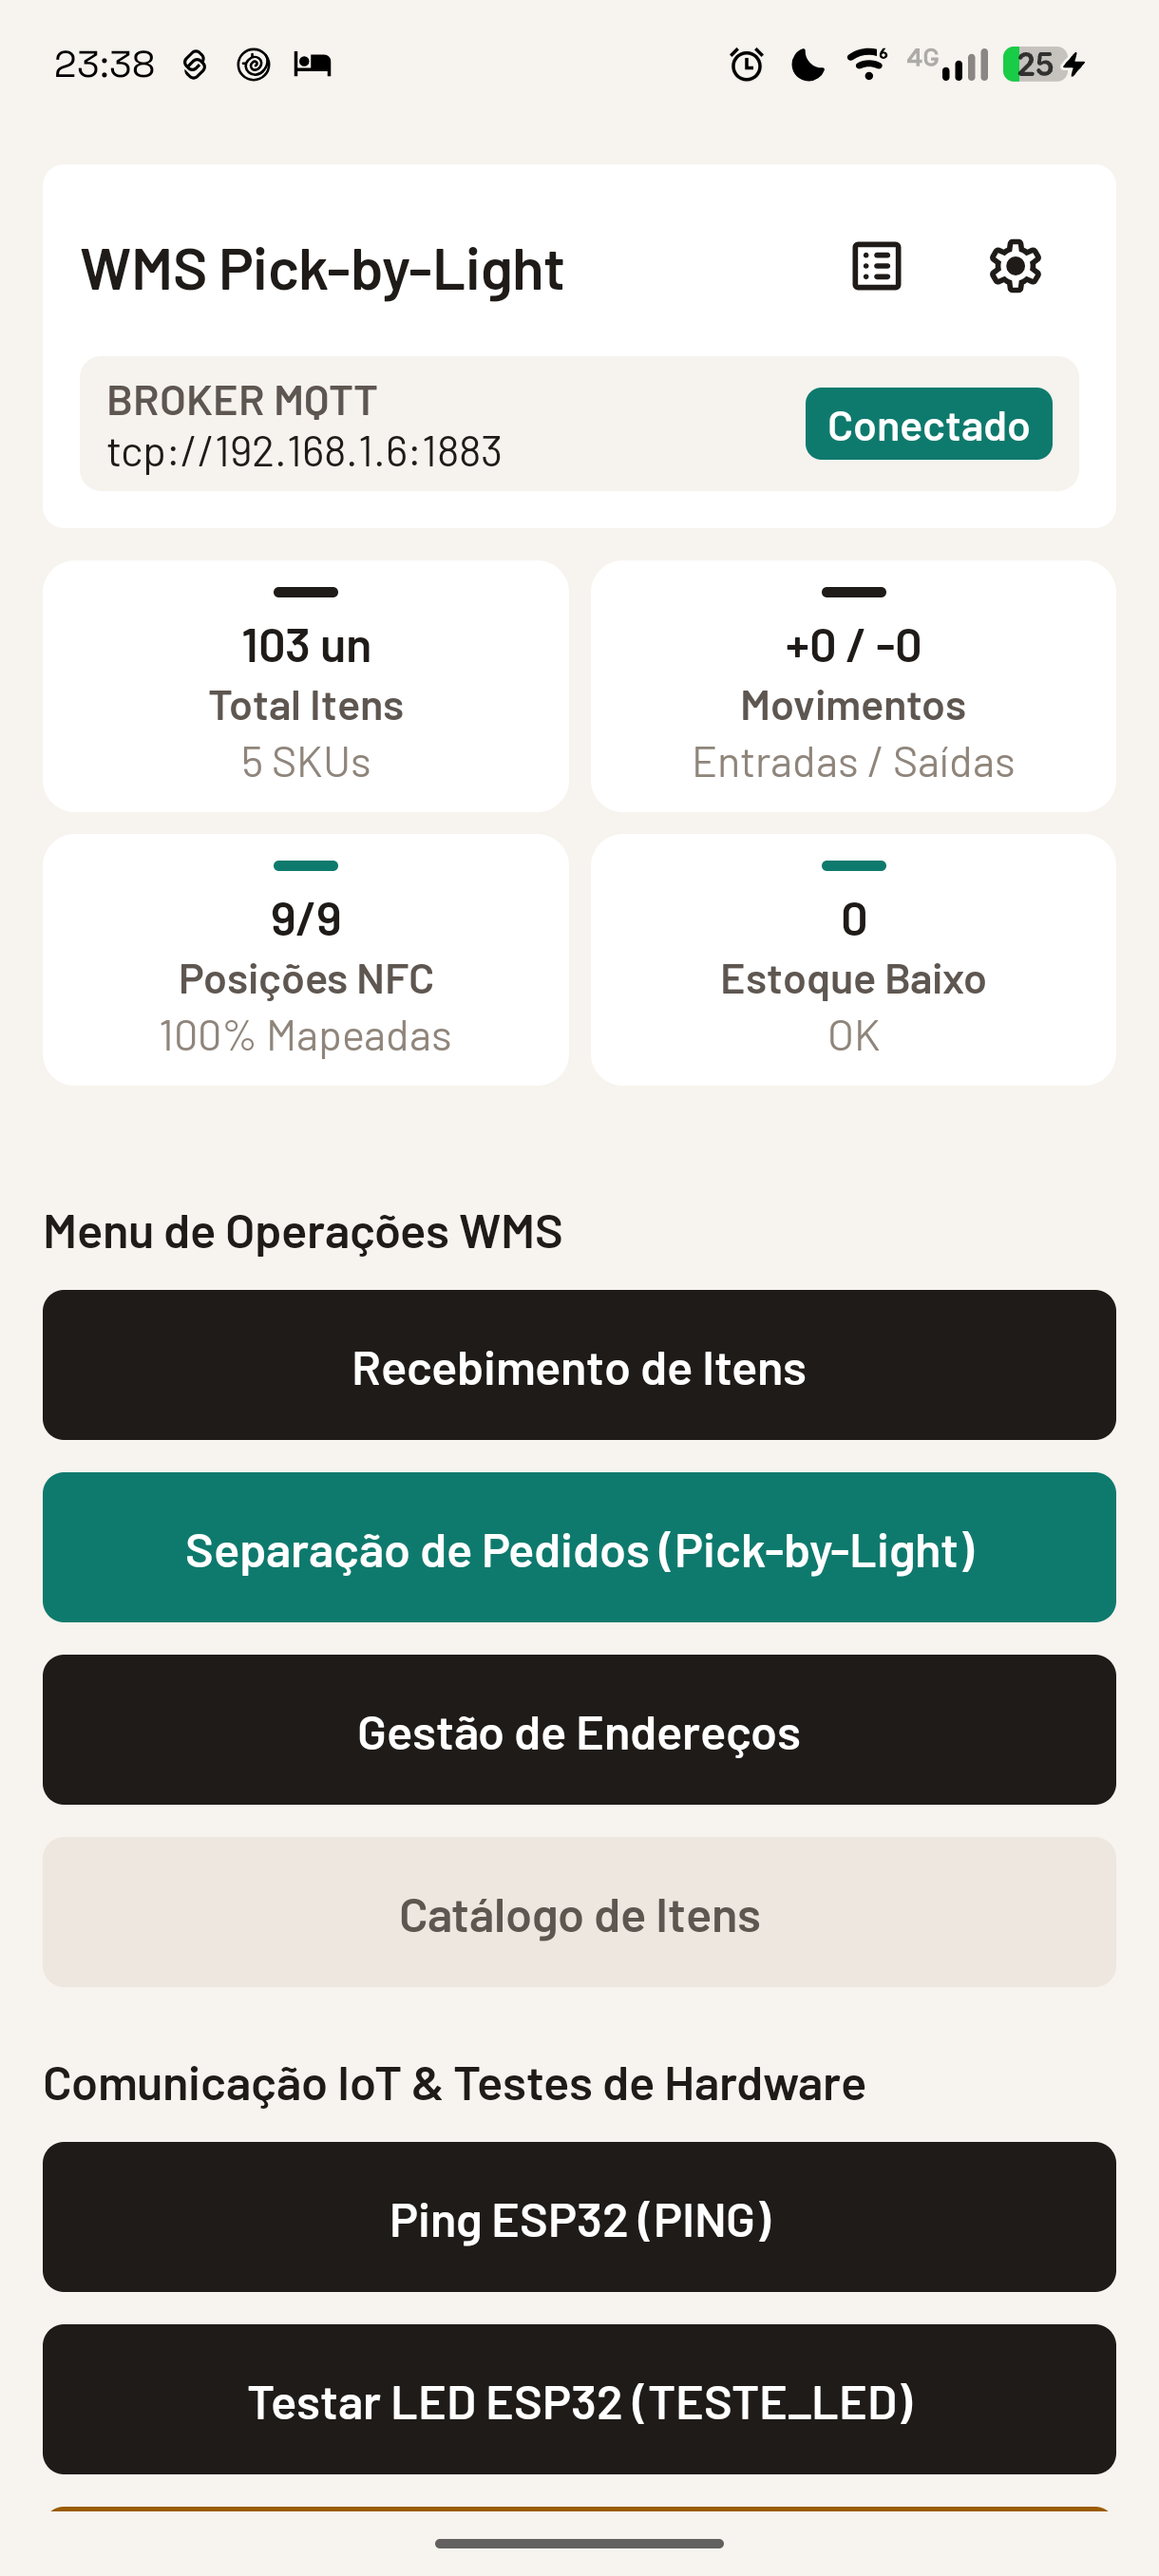 23:38
6
4G
25
WMS Pick-by-Light
BROKER MQTT
tcp://192.168.1.6:1883
Conectado
103 un
Total Itens
5 SKUs
+0 / -0
Movimentos
Entradas / Saídas
9/9
Posições NFC
100% Mapeadas
0
Estoque Baixo
OK
Menu de Operações WMS
Recebimento de Itens
Separação de Pedidos (Pick-by-Light)
Gestão de Endereços
Catálogo de Itens
Comunicação IoT & Testes de Hardware
Ping ESP32 (PING)
Testar LED ESP32 (TESTE_LED)